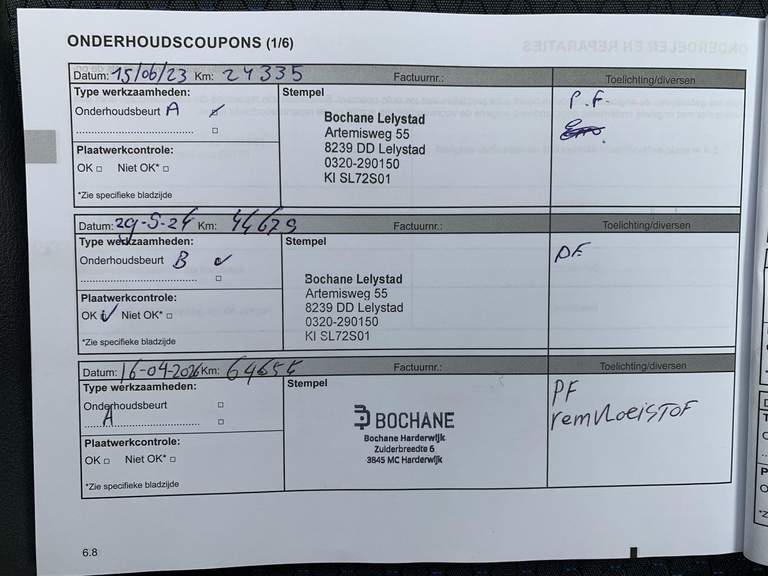 ONDERHOUDSCOUPONS (1/6)
Datum: 15/06/23 Km: 24335 Factuurnr.: Toelichting/diversen
Type werkzaamheden: Stempel
P.F.
Onderhoudsbeurt A ✓
Bochane Lelystad
Artemisweg 55
8239 DD Lelystad
0320-290150
KI SL72S01
Plaatwerkcontrole:
OK □ Niet OK* □
*Zie specifieke bladzijde
Datum: 29-5-24 Km: 44679 Factuurnr.: Toelichting/diversen
Type werkzaamheden: Stempel
PF
Onderhoudsbeurt B ✓
Bochane Lelystad
Artemisweg 55
8239 DD Lelystad
0320-290150
KI SL72S01
Plaatwerkcontrole:
OK ✓ Niet OK* □
*Zie specifieke bladzijde
Datum: 16-04-2026 Km: 64654 Factuurnr.: Toelichting/diversen
Type werkzaamheden: Stempel
PF
remvloeistof
Onderhoudsbeurt □
A □
BOCHANE
Bochane Harderwijk
Zuiderbreedte 6
3845 MC Harderwijk
Plaatwerkcontrole:
OK □ Niet OK* □
*Zie specifieke bladzijde
6.8